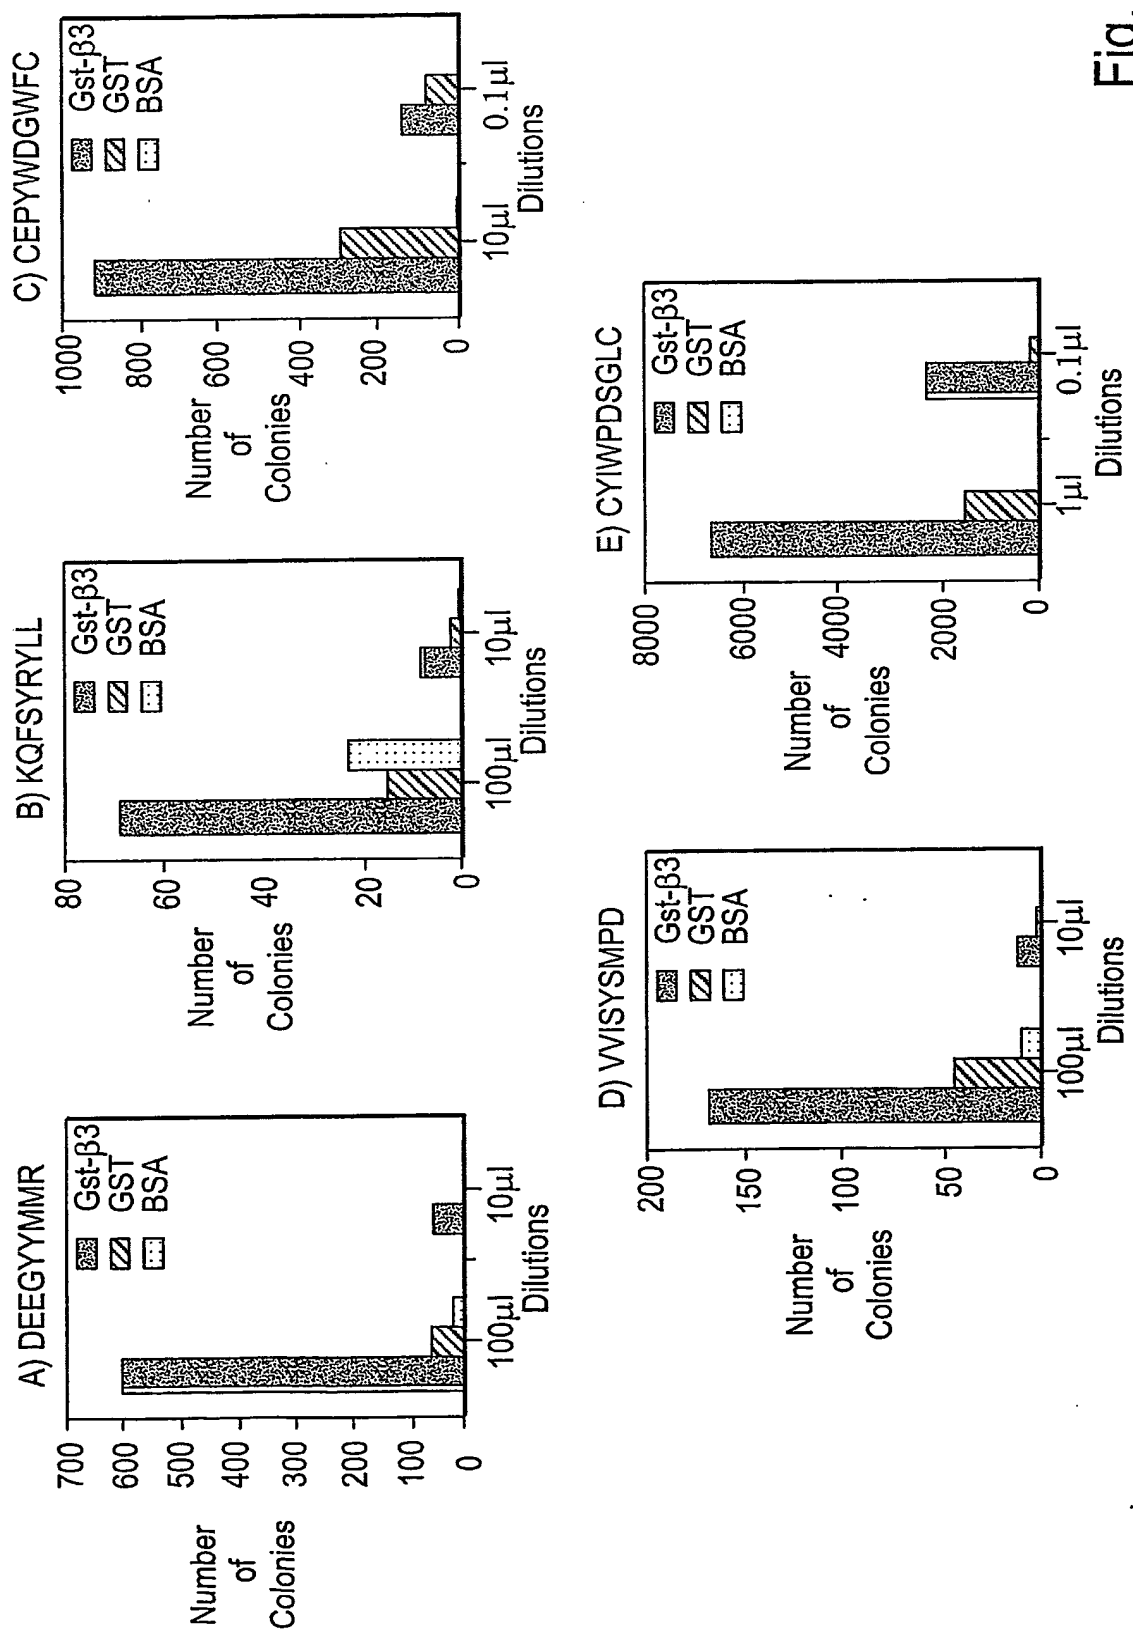 A) DEEGYYMMR
Number
of
Colonies
700
600
500
400
300
200
100
0
Gst-β3
GST
BSA
100µl
10µl
Dilutions
B) KQFSYRYLL
Number
of
Colonies
80
60
40
20
0
Gst-β3
GST
BSA
100µl
10µl
Dilutions
C) CEPYWDGWFC
Number
of
Colonies
1000
800
600
400
200
0
Gst-β3
GST
BSA
10µl
0.1µl
Dilutions
D) VVISYSMPD
Number
of
Colonies
200
150
100
50
0
Gst-β3
GST
BSA
100µl
10µl
Dilutions
E) CYIWPDSGLC
Number
of
Colonies
8000
6000
4000
2000
0
Gst-β3
GST
BSA
1µl
0.1µl
Dilutions
Fig.